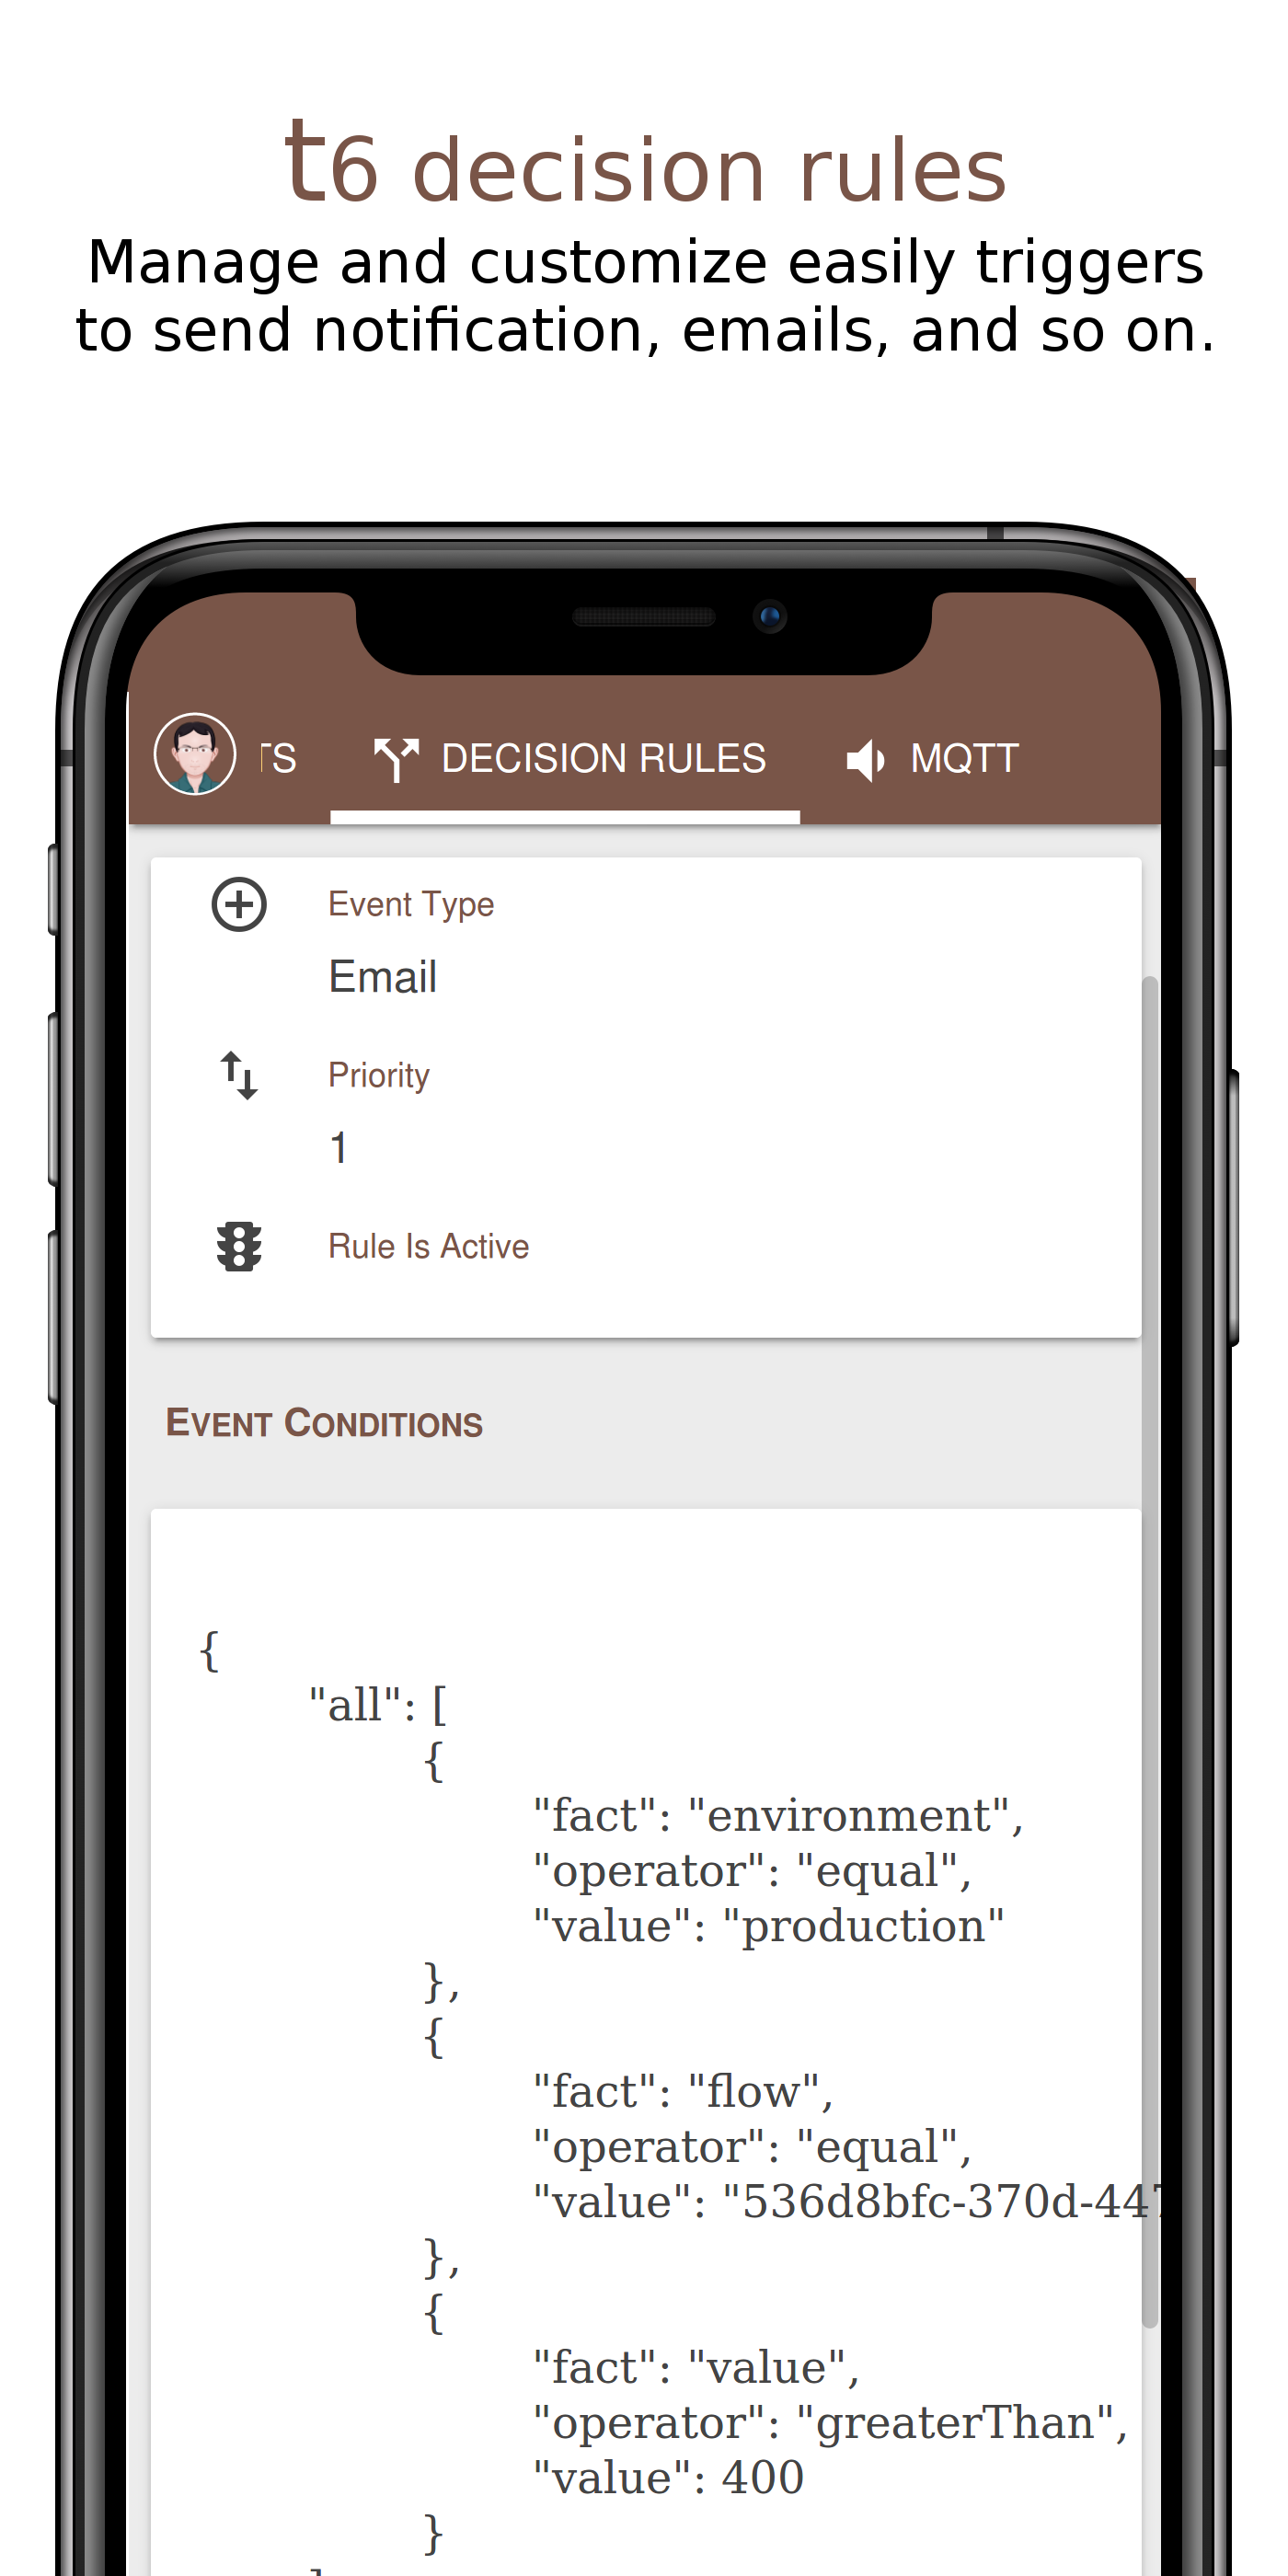 t6 decision rules
Manage and customize easily triggers
to send notification, emails, and so on.
TS DECISION RULES MQTT
Event Type
Email
Priority
1
Rule Is Active
EVENT CONDITIONS
{
"all": [
{
"fact": "environment",
"operator": "equal",
"value": "production"
},
{
"fact": "flow",
"operator": "equal",
"value": "536d8bfc-370d-447
},
{
"fact": "value",
"operator": "greaterThan",
"value": 400
}
]